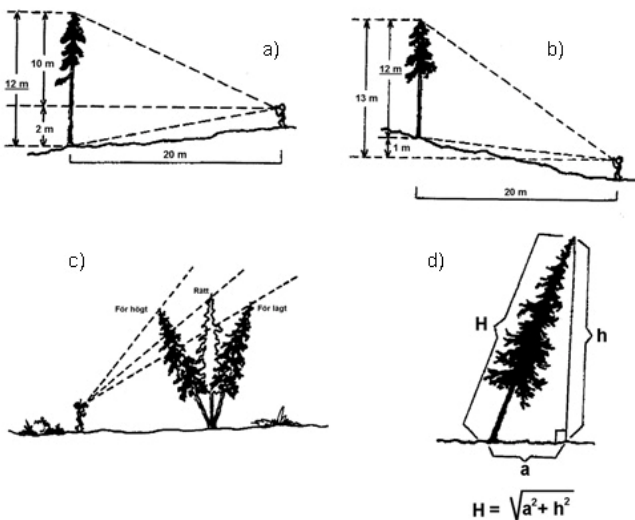 a)
10 m
12 m
2 m
20 m
b)
12 m
13 m
1 m
20 m
c)
För högt
Rätt
För lågt
d)
H
h
a
H = √a² + h²